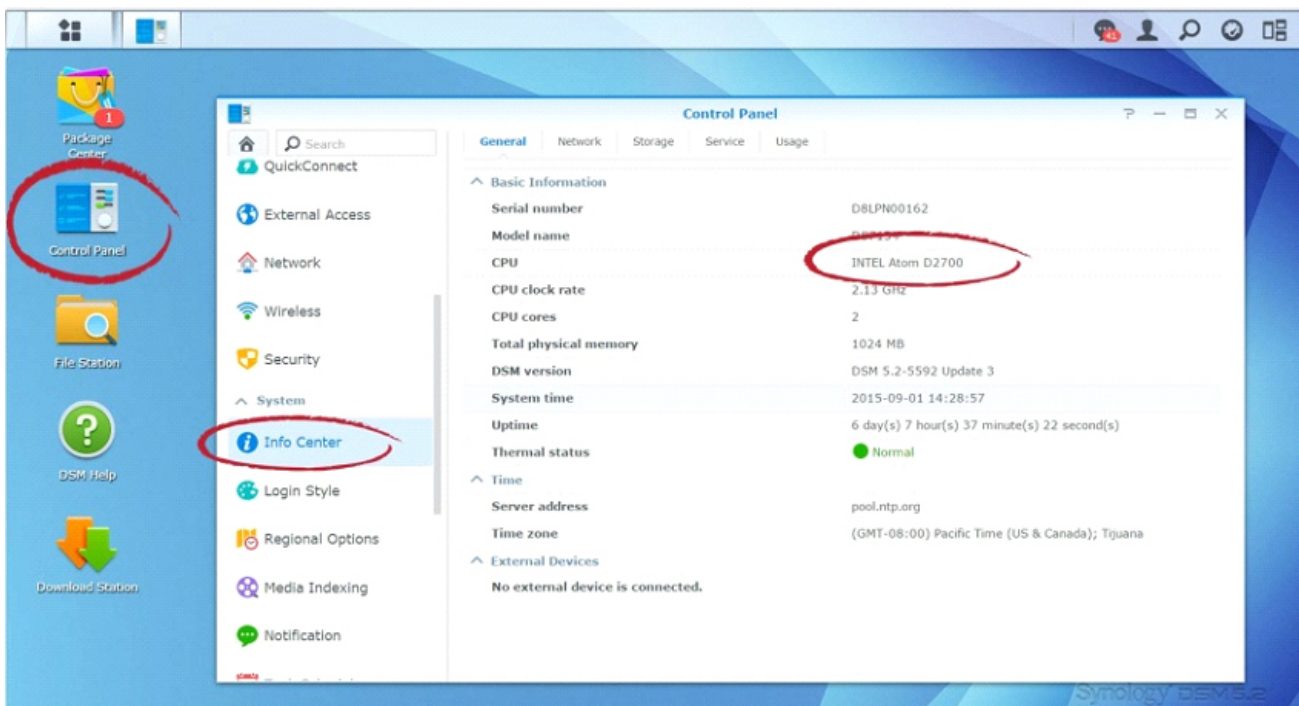 41
1
Package
Center
Control Panel
File Station
DSM Help
Download Station
Control Panel
Search
QuickConnect
External Access
Network
Wireless
Security
System
Info Center
Login Style
Regional Options
Media Indexing
Notification
General Network Storage Service Usage
Basic Information
Serial number D8LPN00162
Model name
CPU INTEL Atom D2700
CPU clock rate 2.13 GHz
CPU cores 2
Total physical memory 1024 MB
DSM version DSM 5.2-5592 Update 3
System time 2015-09-01 14:28:57
Uptime 6 day(s) 7 hour(s) 37 minute(s) 22 second(s)
Thermal status Normal
Time
Server address pool.ntp.org
Time zone (GMT-08:00) Pacific Time (US & Canada); Tijuana
External Devices
No external device is connected.
Synology DSM 5.2